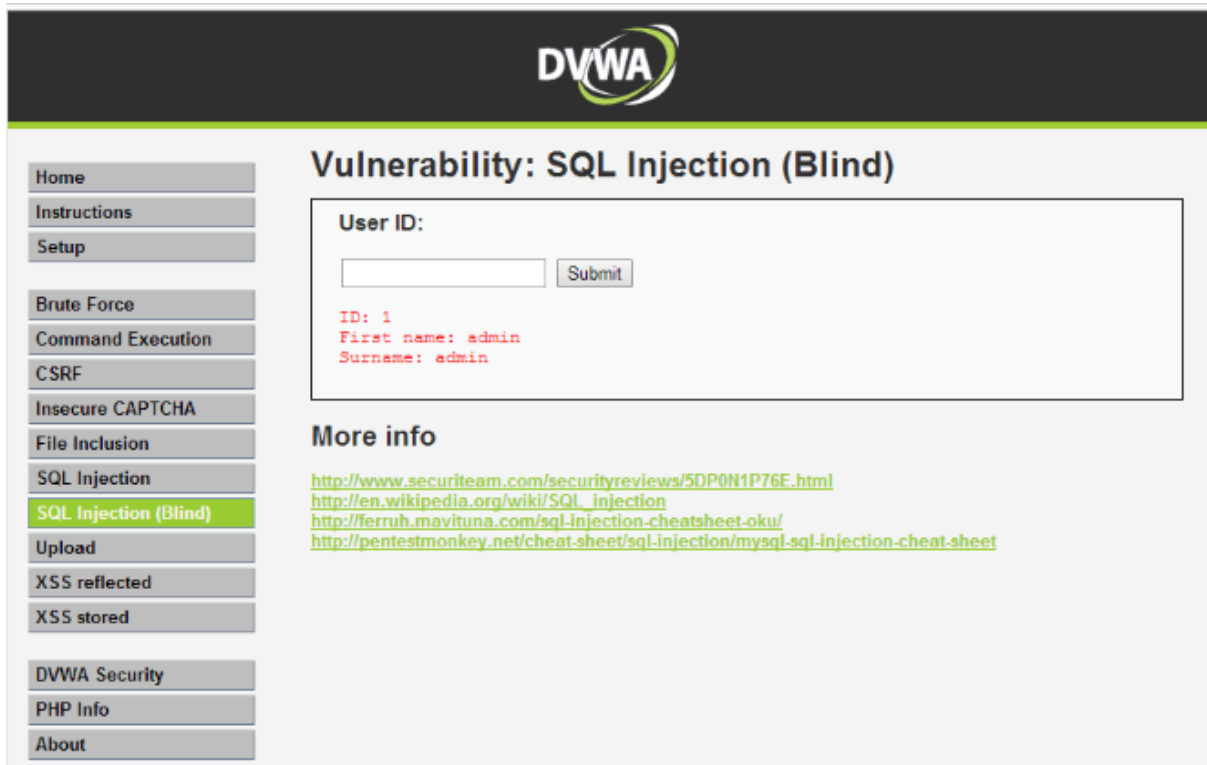 DVWA
Home
Instructions
Setup
Brute Force
Command Execution
CSRF
Insecure CAPTCHA
File Inclusion
SQL Injection
SQL Injection (Blind)
Upload
XSS reflected
XSS stored
DVWA Security
PHP Info
About
Vulnerability: SQL Injection (Blind)
User ID:
Submit
ID: 1
First name: admin
Surname: admin
More info
http://www.securiteam.com/securityreviews/5DP0N1P76E.html
http://en.wikipedia.org/wiki/SQL_injection
http://ferruh.mavituna.com/sql-injection-cheatsheet-oku/
http://pentestmonkey.net/cheat-sheet/sql-injection/mysql-sql-injection-cheat-sheet